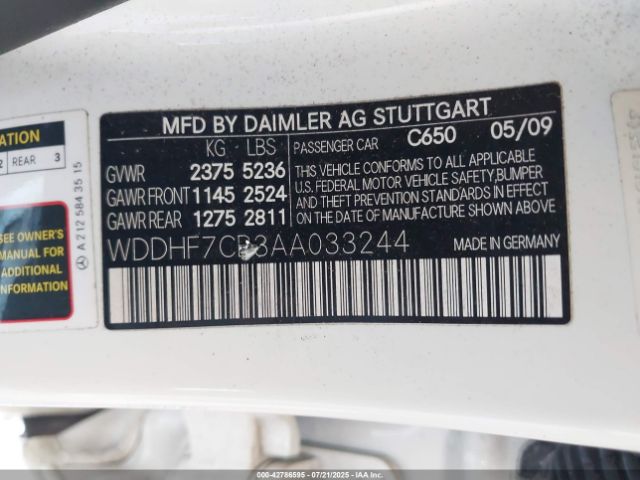 ATION
2 REAR 3
A 212 584 35 15
SEE OWNER'S
MANUAL FOR
ADDITIONAL
INFORMATION
MFD BY DAIMLER AG STUTTGART
KG LBS PASSENGER CAR C650 05/09
GVWR 2375 5236
GAWR FRONT 1145 2524
GAWR REAR 1275 2811
THIS VEHICLE CONFORMS TO ALL APPLICABLE
U.S. FEDERAL MOTOR VEHICLE SAFETY,BUMPER
AND THEFT PREVENTION STANDARDS IN EFFECT
ON THE DATE OF MANUFACTURE SHOWN ABOVE.
WDDHF7CB3AA033244 MADE IN GERMANY
000-42786595 07/21/2025 IAAI.COM